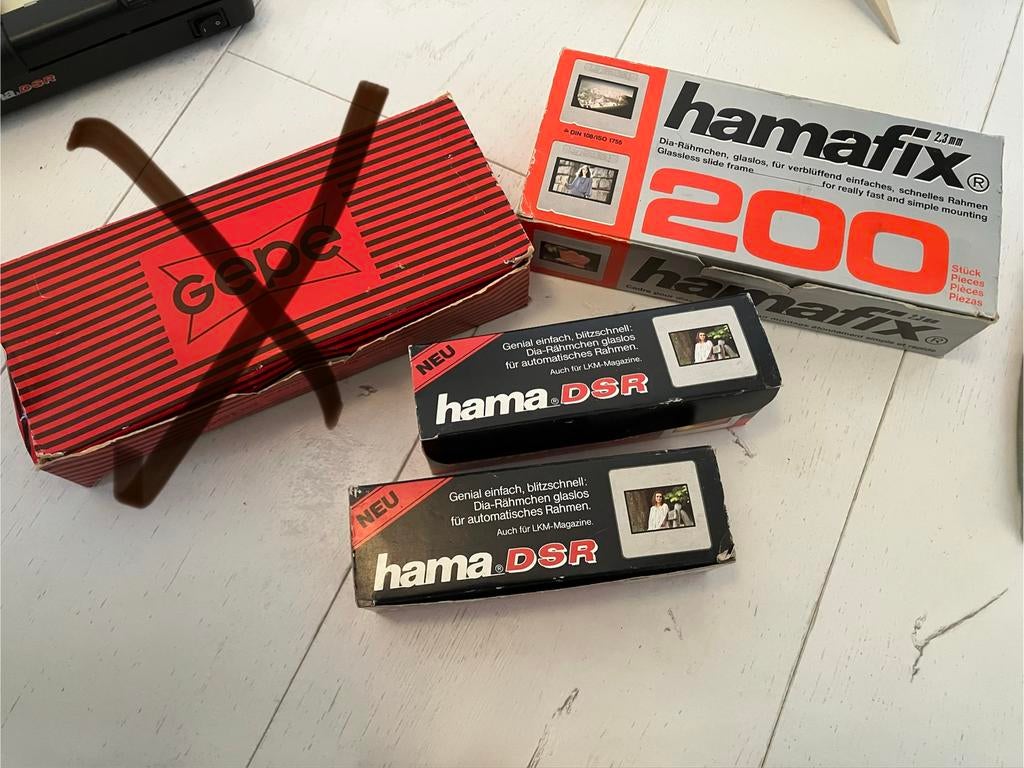 ma DSR
Gepe
DIN 108/ISO 1755
hamafix®
2,3 mm
Dia-Rähmchen, glaslos, für verblüffend einfaches, schnelles Rahmen
Glassless slide frame for really fast and simple mounting
200
Stück
Pieces
Pièces
Piezas
hamafix®
NEU
Genial einfach, blitzschnell:
Dia-Rähmchen glaslos
für automatisches Rahmen.
Auch für LKM-Magazine.
hama® DSR
NEU
Genial einfach, blitzschnell:
Dia-Rähmchen glaslos
für automatisches Rahmen.
Auch für LKM-Magazine.
hama® DSR